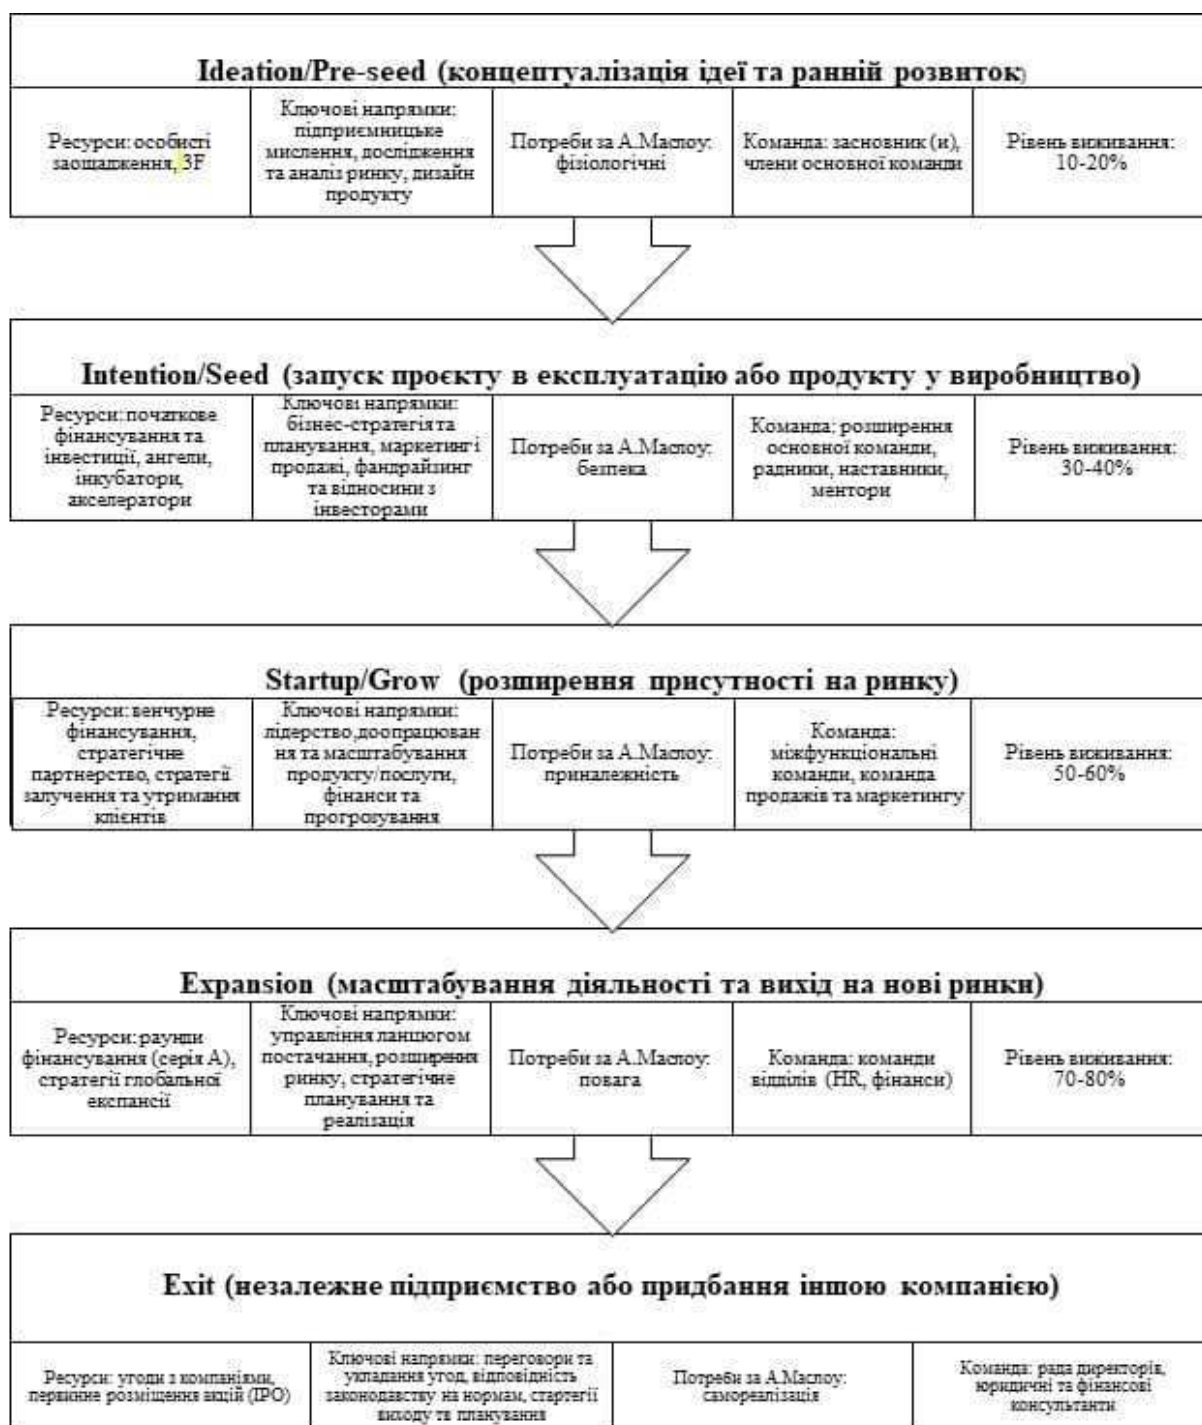 Ideation/Pre-seed (концептуалізація ідеї та ранній розвиток)
Ресурси: особисті
заощадження, 3F
Ключові напрямки:
підприємницьке
мислення, дослідження
та аналіз ринку, дизайн
продукту
Потреби за А.Маслоу:
фізіологічні
Команда: засновник (и),
члени основної команди
Рівень виживання:
10-20%
Intention/Seed (запуск проєкту в експлуатацію або продукту у виробництво)
Ресурси: початкове
фінансування та
інвестиції, ангели,
інкубатори,
акселератори
Ключові напрямки:
бізнес-стратегія та
планування, маркетинг і
продажі, фандрайзинг
та відносини з
інвесторами
Потреби за А.Маслоу:
безпека
Команда: розширення
основної команди,
радники, наставники,
ментори
Рівень виживання:
30-40%
Startup/Grow (розширення присутності на ринку)
Ресурси: венчурне
фінансування,
стратегічне
партнерство, стратегії
залучення та утримання
клієнтів
Ключові напрямки:
лідерство, доопрацюван
ня та масштабування
продукту/послуги,
фінанси та
прогрозування
Потреби за А.Маслоу:
приналежність
Команда:
міжфункціональні
команди, команда
продажів та маркетингу
Рівень виживання:
50-60%
Expansion (масштабування діяльності та вихід на нові ринки)
Ресурси: раунди
фінансування (серія А),
стратегії глобальної
експансії
Ключові напрямки:
управління ланцюгом
постачання, розширення
ринку, стратегічне
планування та
реалізація
Потреби за А.Маслоу:
повага
Команда: команди
відділів (HR, фінанси)
Рівень виживання:
70-80%
Exit (незалежне підприємство або придбання іншою компанією)
Ресурси: угоди з компаніями,
первинне розміщення акцій (IPO)
Ключові напрямки: переговори та
укладання угод, відповідність
законодавству на нормам, стартегії
виходу тв планування
Потреби за А.Маслоу:
самореалізація
Команда: рада директорів,
юридичні та фінансові
консультанти